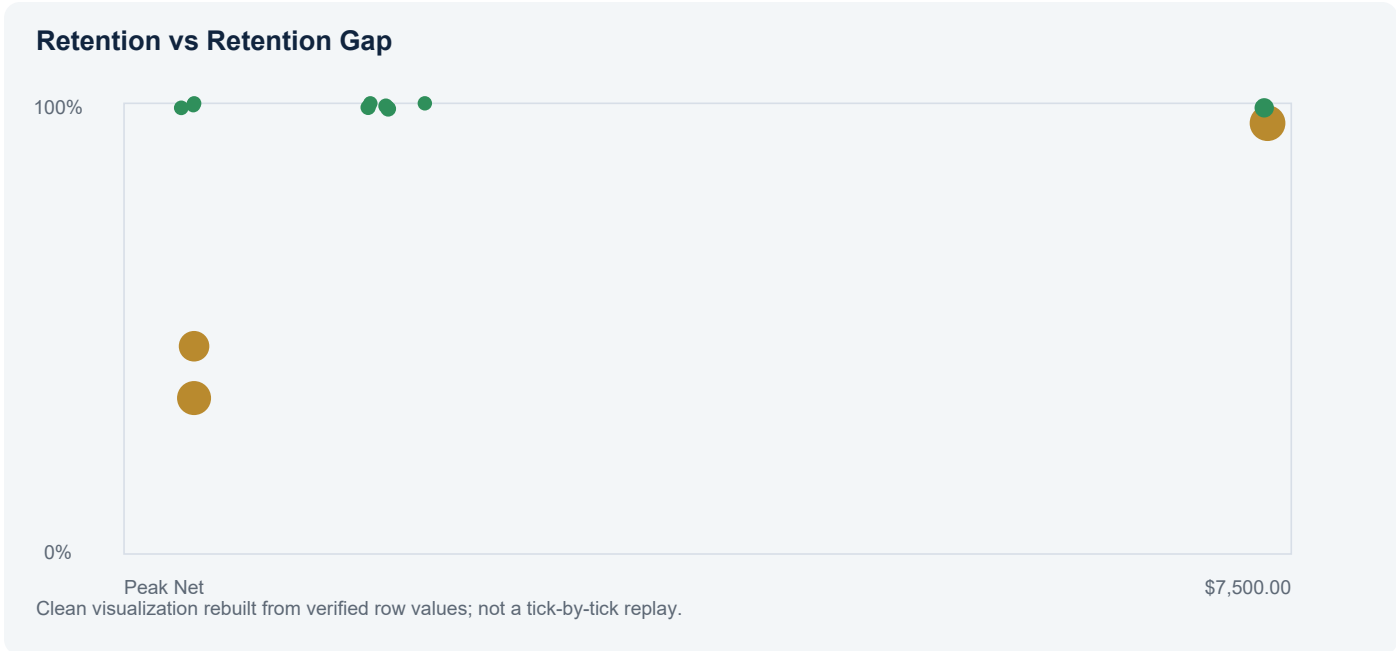 Retention vs Retention Gap
100%
0%
Peak Net
$7,500.00
Clean visualization rebuilt from verified row values; not a tick-by-tick replay.